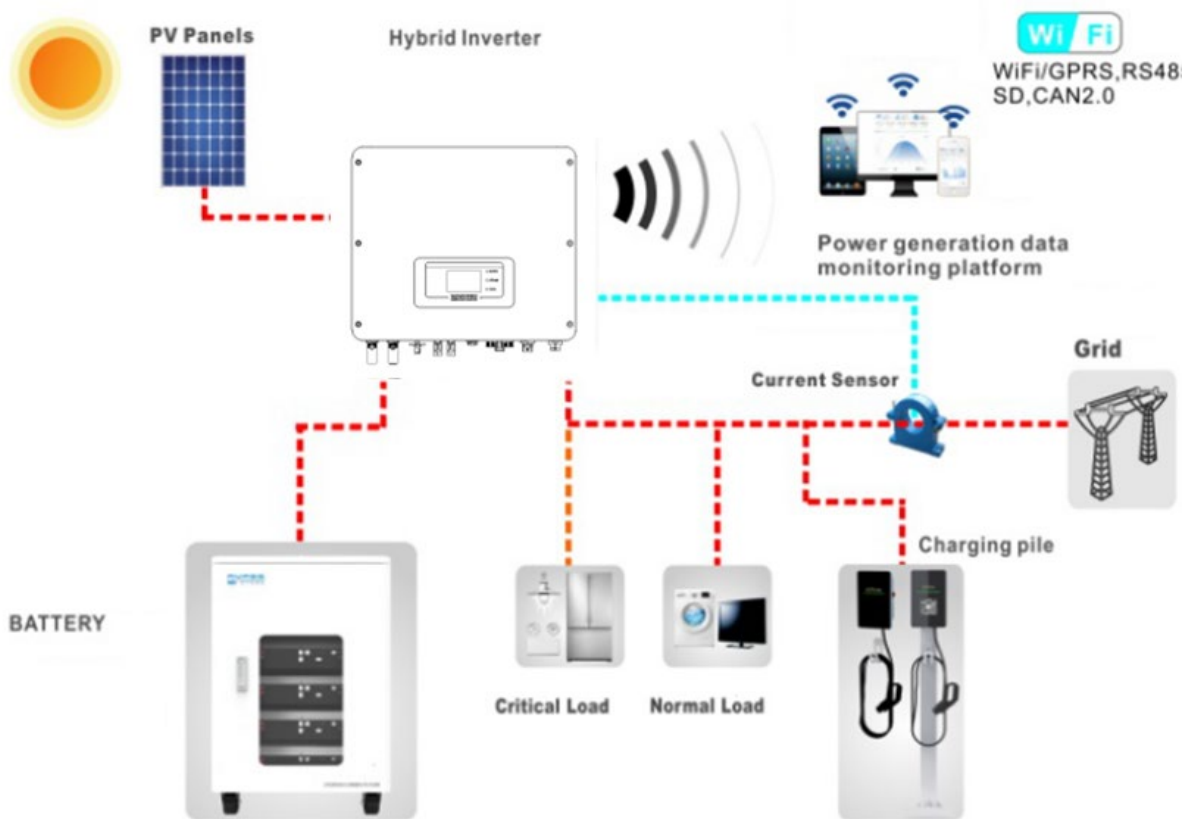 PV Panels
Hybrid Inverter
Wi Fi
WiFi/GPRS,RS485
SD,CAN2.0
Power generation data
monitoring platform
Grid
Current Sensor
Charging pile
BATTERY
Critical Load
Normal Load